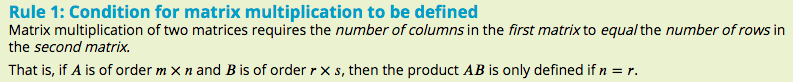 Rule 1: Condition for matrix multiplication to be defined
Matrix multiplication of two matrices requires the number of columns in the first matrix to equal the number of rows in
the second matrix.
That is, if A is of order m × n and B is of order r × s, then the product AB is only defined if n = r.